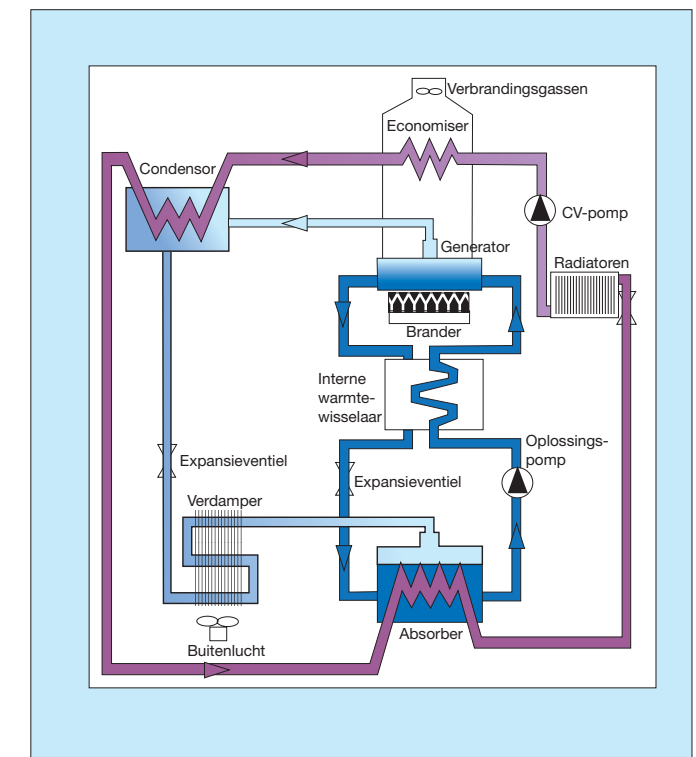 Verbrandingsgassen
Economiser
Condensor
CV-pomp
Generator
Radiatoren
Brander
Interne
warmte-
wisselaar
Oplossings-
pomp
Expansieventiel
Expansieventiel
Verdamper
Absorber
Buitenlucht